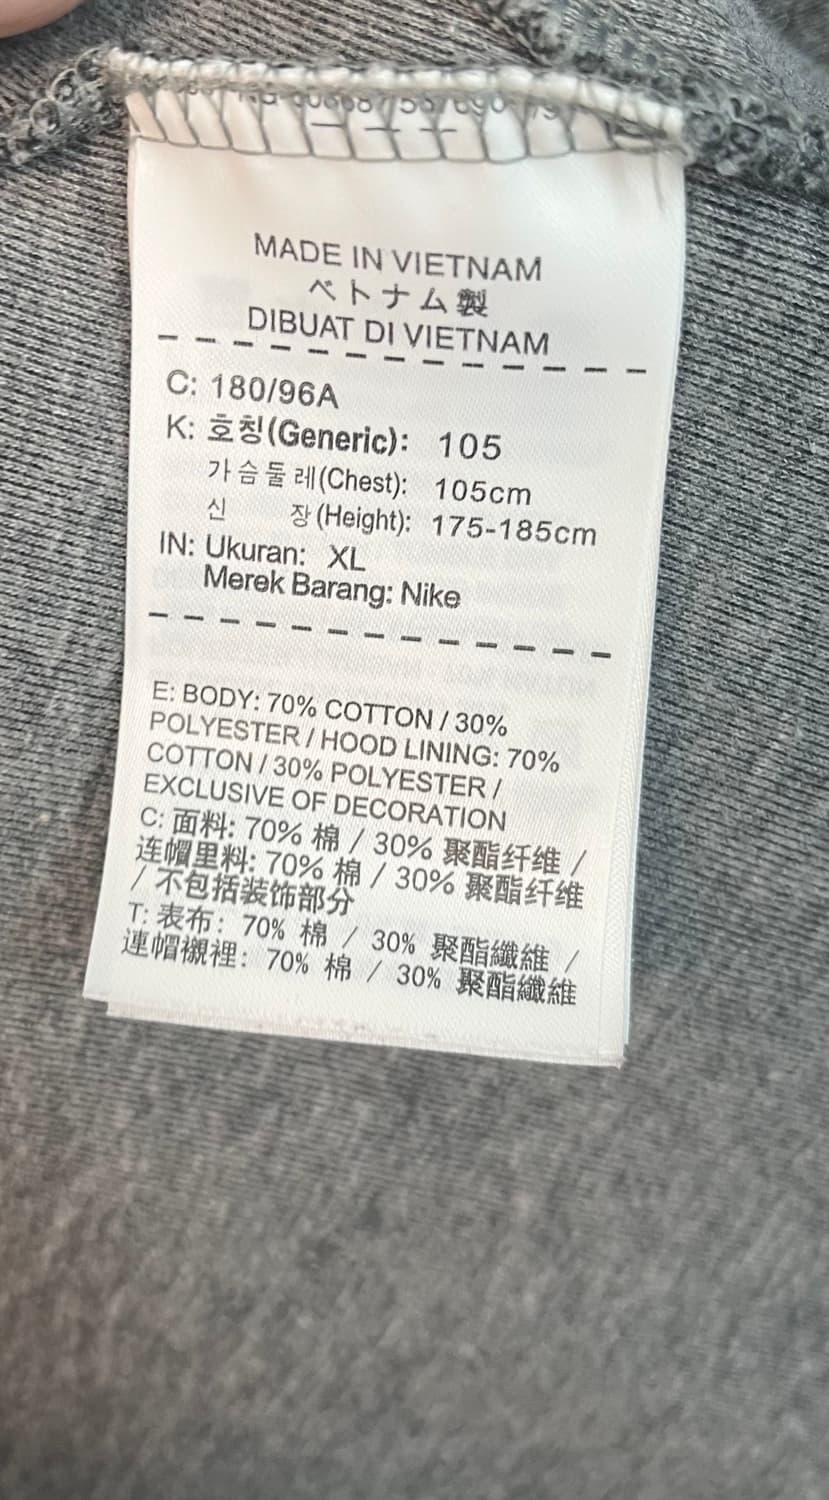 MADE IN VIETNAM
ベトナム製
DIBUAT DI VIETNAM
C: 180/96A
K: 호칭(Generic): 105
가슴둘레(Chest): 105cm
신 장(Height): 175-185cm
IN: Ukuran: XL
Merek Barang: Nike
E: BODY: 70% COTTON / 30%
POLYESTER / HOOD LINING: 70%
COTTON / 30% POLYESTER /
EXCLUSIVE OF DECORATION
C: 面料: 70% 棉 / 30% 聚酯纤维 /
连帽里料: 70% 棉 / 30% 聚酯纤维
/ 不包括装饰部分
T: 表布: 70% 棉 / 30% 聚酯纖維 /
連帽襯裡: 70% 棉 / 30% 聚酯纖維